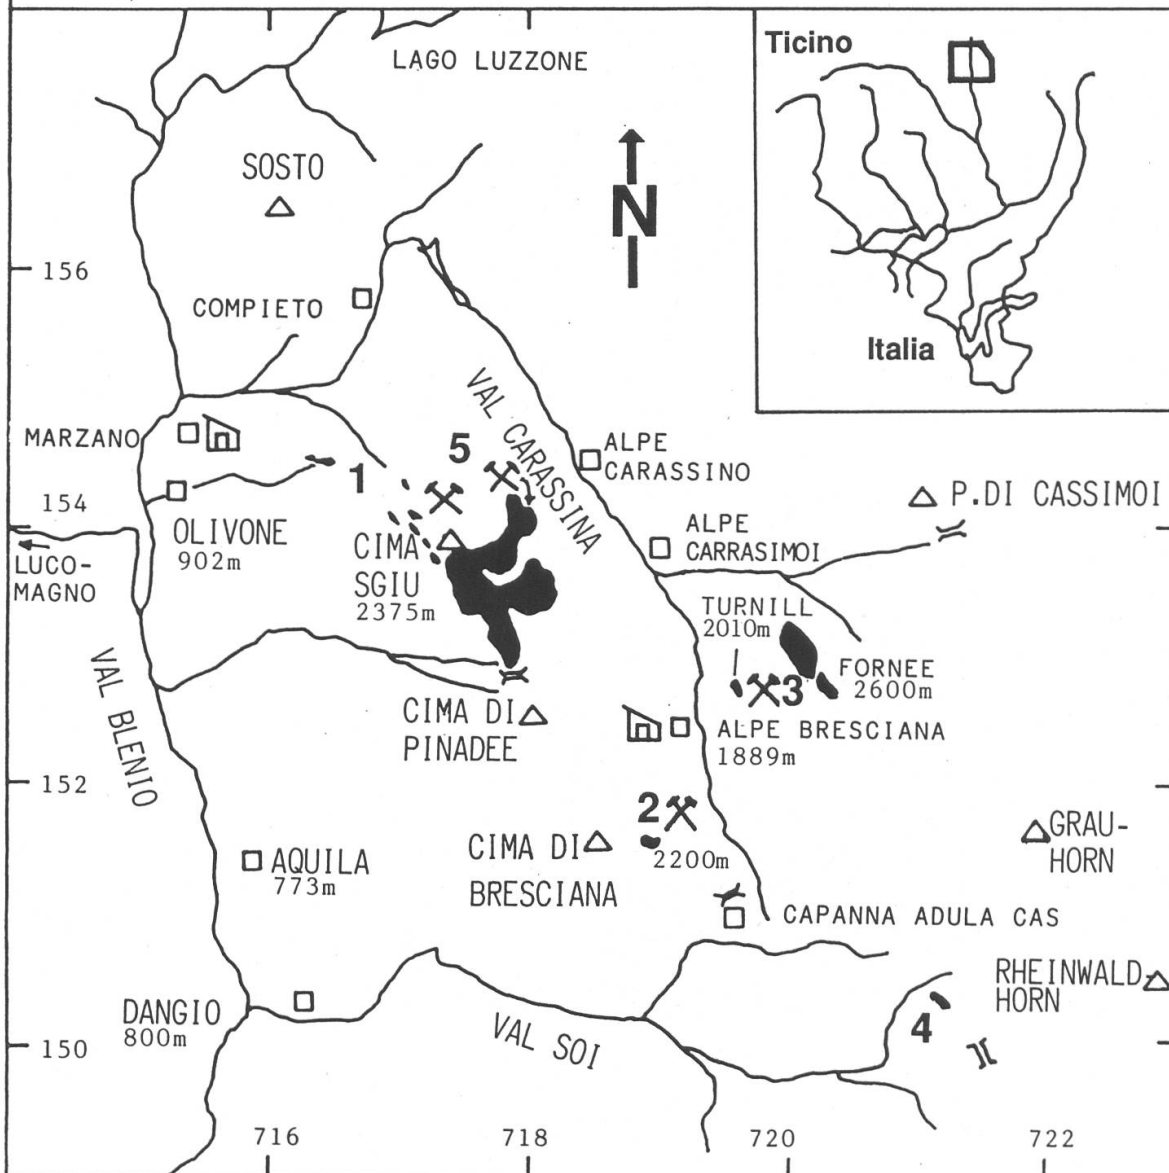 Ticino
LAGO LUZZONE
SOSTO
N
156
COMPIETO
Italia
VAL CARASSINA
MARZANO
5
ALPE
CARASSINO
1
154
P.DI CASSIMOI
OLIVONE
902m
CIMA
SGIU
2375m
ALPE
CARRASIMOI
LUCO-
MAGNO
TURNILL
2010m
FORNEE
2600m
3
VAL BLENIO
CIMA DI
PINADEE
ALPE BRESCIANA
1889m
152
2
2200m
CIMA DI
BRESCIANA
GRAU-
HORN
AQUILA
773m
CAPANNA ADULA CAS
RHEINWALD-
HORN
DANGIO
800m
4
VAL SOI
150
716
718
720
722